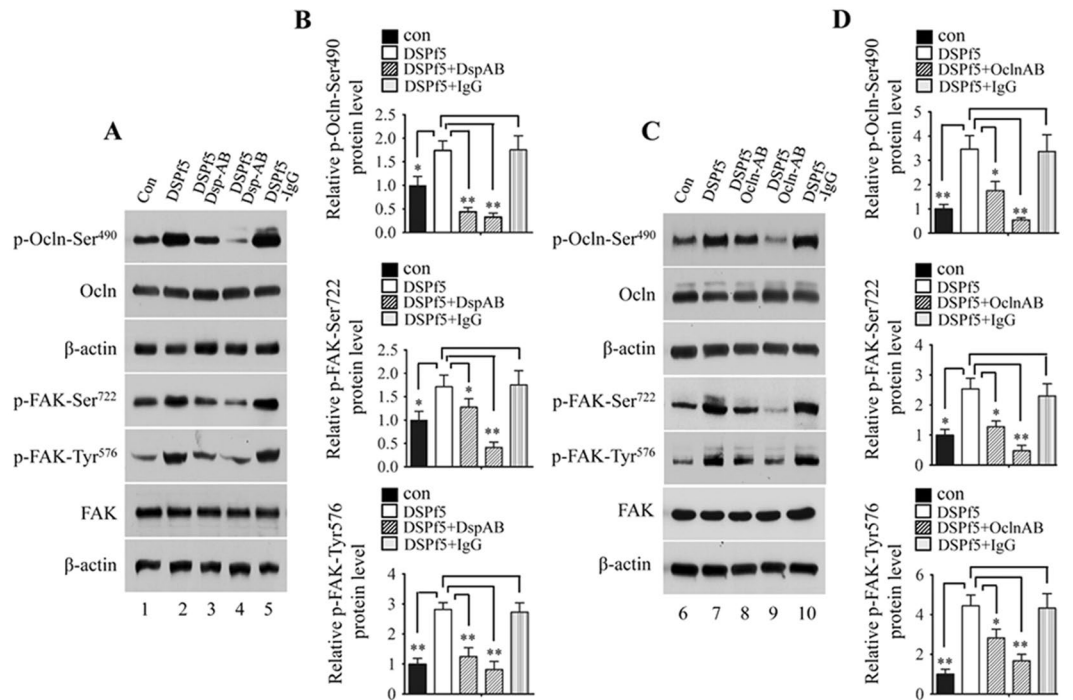 A
Con
DSPf5
DSPf5
Dsp-AB
DSPf5
Dsp-AB
DSPf5
-IgG
p-Ocln-Ser490
Ocln
β-actin
p-FAK-Ser722
p-FAK-Tyr576
FAK
β-actin
1 2 3 4 5
B
con
DSPf5
DSPf5+DspAB
DSPf5+IgG
Relative p-Ocln-Ser490
protein level
2.5
2.0
1.5
1.0
0.5
0.0
* ** **
con
DSPf5
DSPf5+DspAB
DSPf5+IgG
Relative p-FAK-Ser722
protein level
2.5
2.0
1.5
1.0
0.5
0.0
* * **
con
DSPf5
DSPf5+DspAB
DSPf5+IgG
Relative p-FAK-Tyr576
protein level
4
3
2
1
0
** ** **
C
Con
DSPf5
DSPf5
Ocln-AB
DSPf5
Ocln-AB
DSPf5
-IgG
p-Ocln-Ser490
Ocln
β-actin
p-FAK-Ser722
p-FAK-Tyr576
FAK
β-actin
6 7 8 9 10
D
con
DSPf5
DSPf5+OclnAB
DSPf5+IgG
Relative p-Ocln-Ser490
protein level
5
4
3
2
1
0
** * **
con
DSPf5
DSPf5+OclnAB
DSPf5+IgG
Relative p-FAK-Ser722
protein level
4
3
2
1
0
* * **
con
DSPf5
DSPf5+OclnAB
DSPf5+IgG
Relative p-FAK-Tyr576
protein level
6
4
2
0
** * **